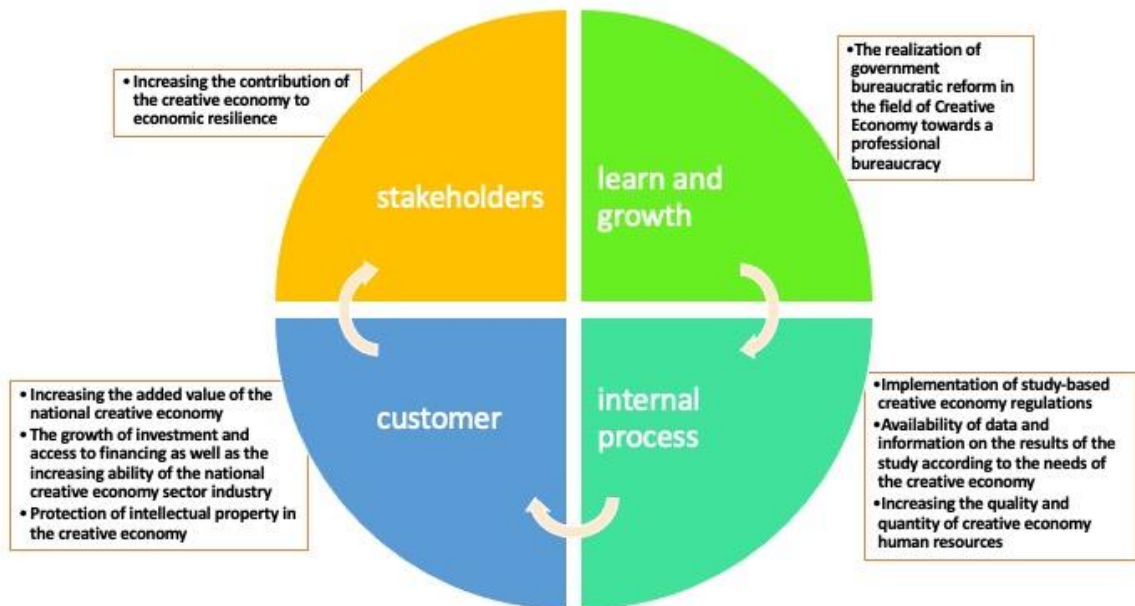 • Increasing the contribution of
the creative economy to
economic resilience
stakeholders
learn and
growth
•The realization of
government
bureaucratic reform in
the field of Creative
Economy towards a
professional
bureaucracy
• Increasing the added value of the
national creative economy
• The growth of investment and
access to financing as well as the
increasing ability of the national
creative economy sector industry
• Protection of intellectual property in
the creative economy
customer
internal
process
•Implementation of study-based
creative economy regulations
•Availability of data and
information on the results of the
study according to the needs of
the creative economy
•Increasing the quality and
quantity of creative economy
human resources